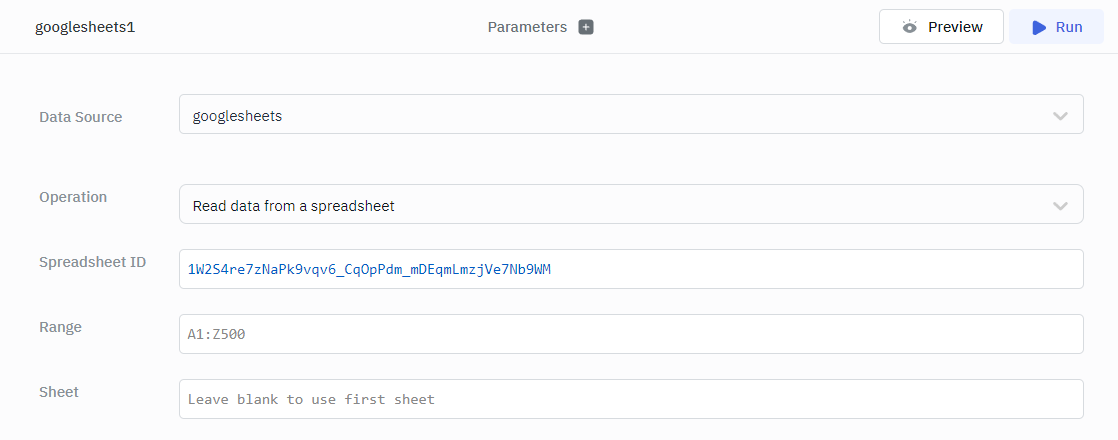 googlesheets1
Parameters
Preview
Run
Data Source
googlesheets
Operation
Read data from a spreadsheet
Spreadsheet ID
1W2S4re7zNaPk9vqv6_CqOpPdm_mDEqmLmzjVe7Nb9WM
Range
A1:Z500
Sheet
Leave blank to use first sheet